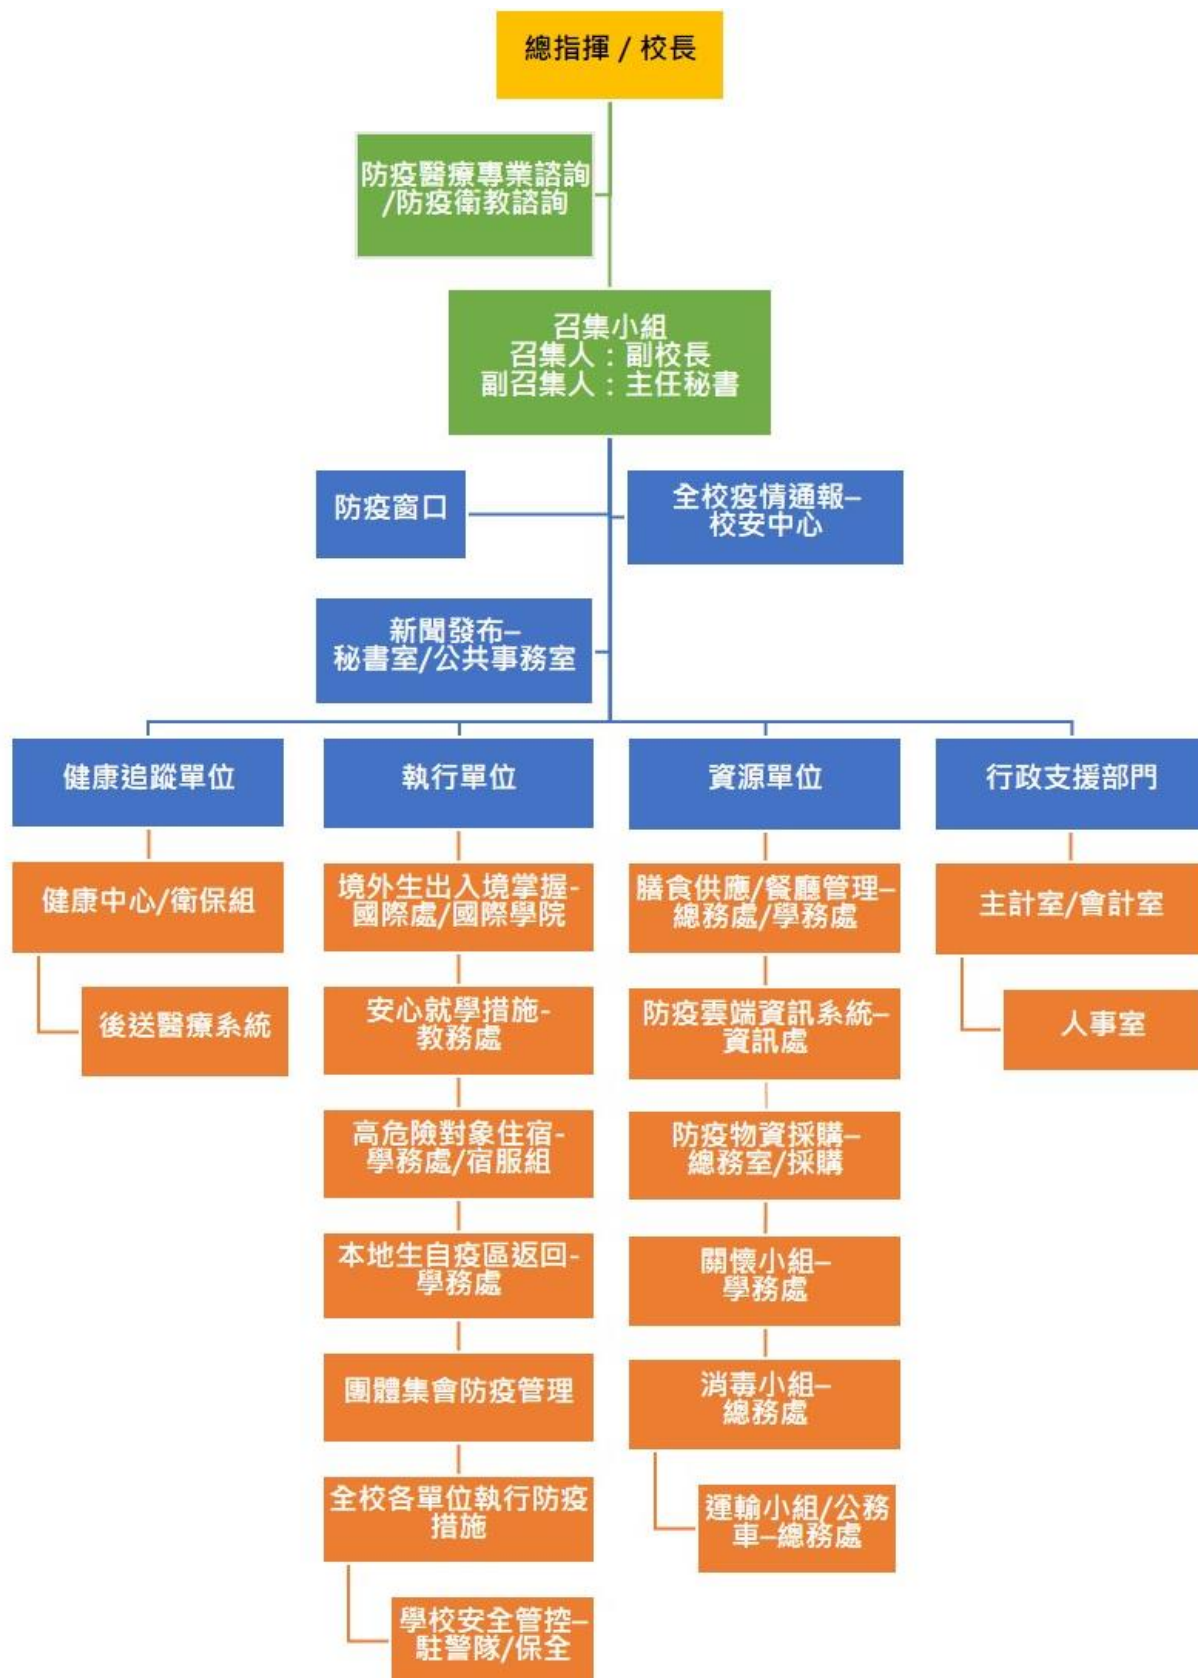 總指揮 / 校長
防疫醫療專業諮詢
/防疫衛教諮詢
召集小組
召集人：副校長
副召集人：主任秘書
防疫窗口
全校疫情通報–
校安中心
新聞發布–
秘書室/公共事務室
健康追蹤單位
執行單位
資源單位
行政支援部門
健康中心/衛保組
後送醫療系統
境外生出入境掌握-
國際處/國際學院
安心就學措施-
教務處
高危險對象住宿-
學務處/宿服組
本地生自疫區返回-
學務處
團體集會防疫管理
全校各單位執行防疫
措施
學校安全管控–
駐警隊/保全
膳食供應/餐廳管理–
總務處/學務處
防疫雲端資訊系統–
資訊處
防疫物資採購–
總務室/採購
關懷小組–
學務處
消毒小組–
總務處
運輸小組/公務
車–總務處
主計室/會計室
人事室